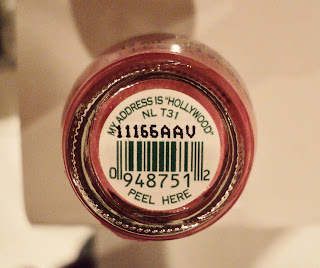 MY ADDRESS IS "HOLLYWOOD"
NL T31
11166AAV
0 948751 2
PEEL HERE